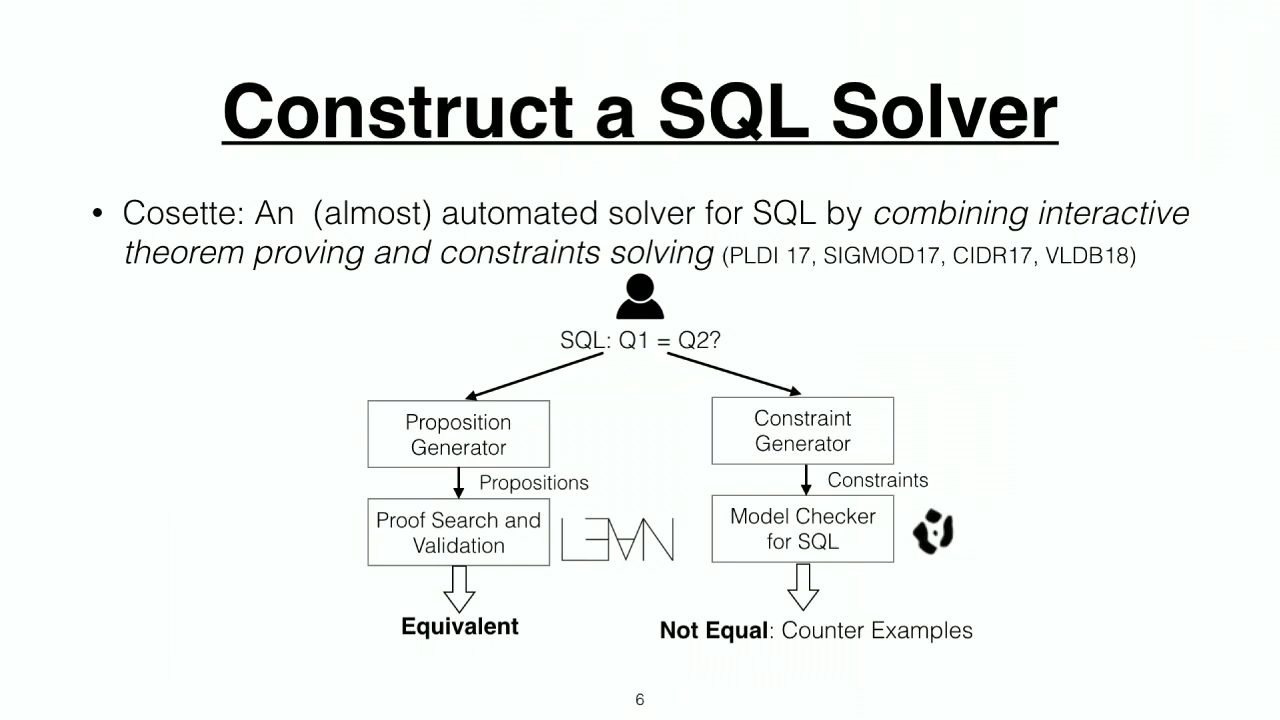 Construct a SQL Solver
• Cosette: An (almost) automated solver for SQL by combining interactive
theorem proving and constraints solving (PLDI 17, SIGMOD17, CIDR17, VLDB18)
SQL: Q1 = Q2?
Proposition
Generator
Propositions
Proof Search and
Validation
L∃∀N
Equivalent
Constraint
Generator
Constraints
Model Checker
for SQL
Not Equal: Counter Examples
6